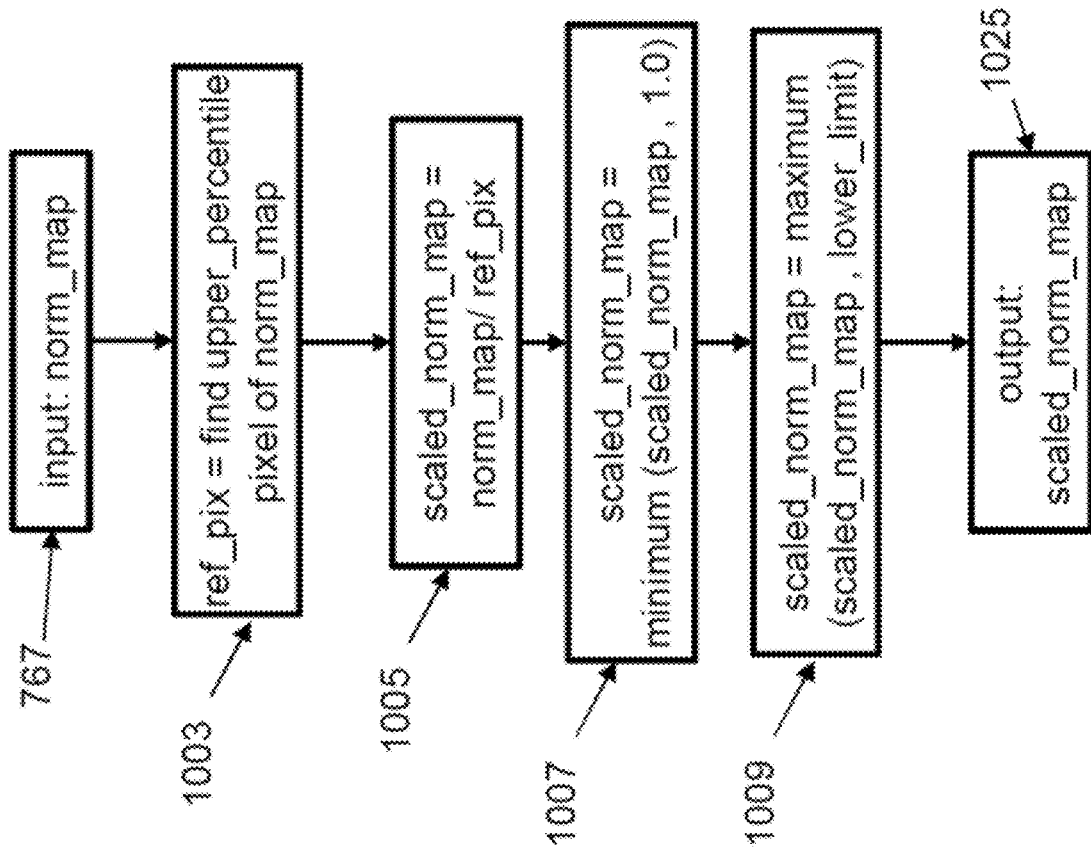 767
input: norm_map
1003
ref_pix = find upper_percentile
pixel of norm_map
1005
scaled_norm_map =
norm_map/ ref_pix
1007
scaled_norm_map =
minimum (scaled_norm_map , 1.0)
1009
scaled_norm_map = maximum
(scaled_norm_map , lower_limit)
1025
output:
scaled_norm_map